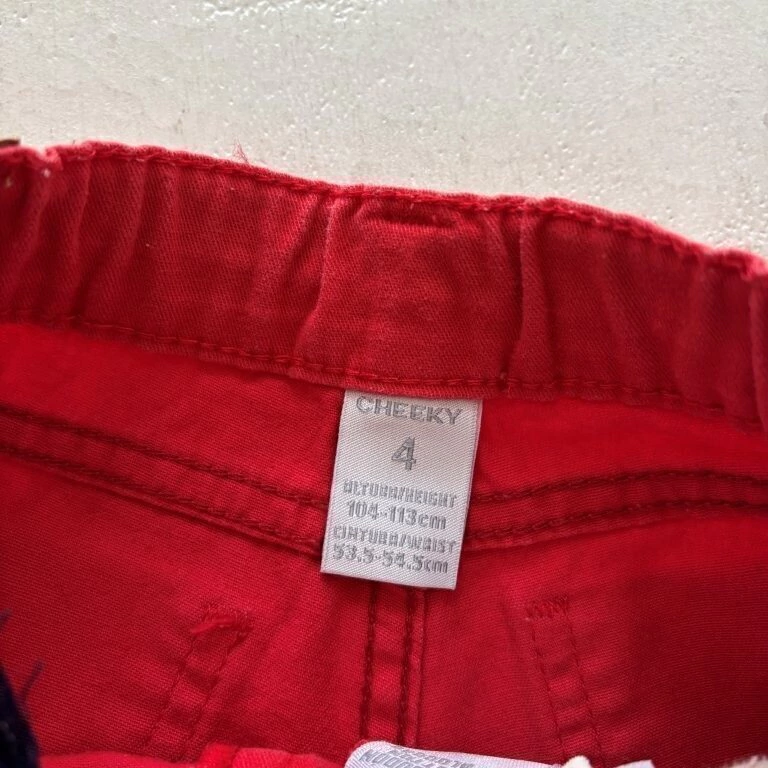 CHEEKY
4
ALTURA/HEIGHT
104-113cm
CINTURA/WAIST
53.5-54.5cm